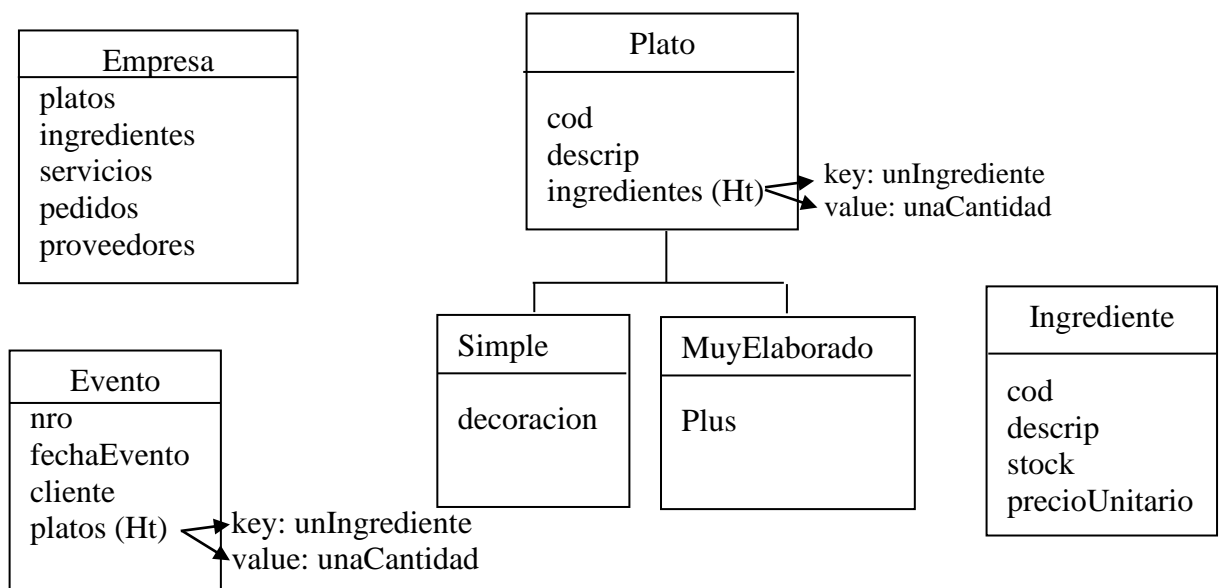 Empresa
platos
ingredientes
servicios
pedidos
proveedores
Plato
cod
descrip
ingredientes (Ht)
key: unIngrediente
value: unaCantidad
Simple
decoracion
MuyElaborado
Plus
Ingrediente
cod
descrip
stock
precioUnitario
Evento
nro
fechaEvento
cliente
platos (Ht)
key: unIngrediente
value: unaCantidad